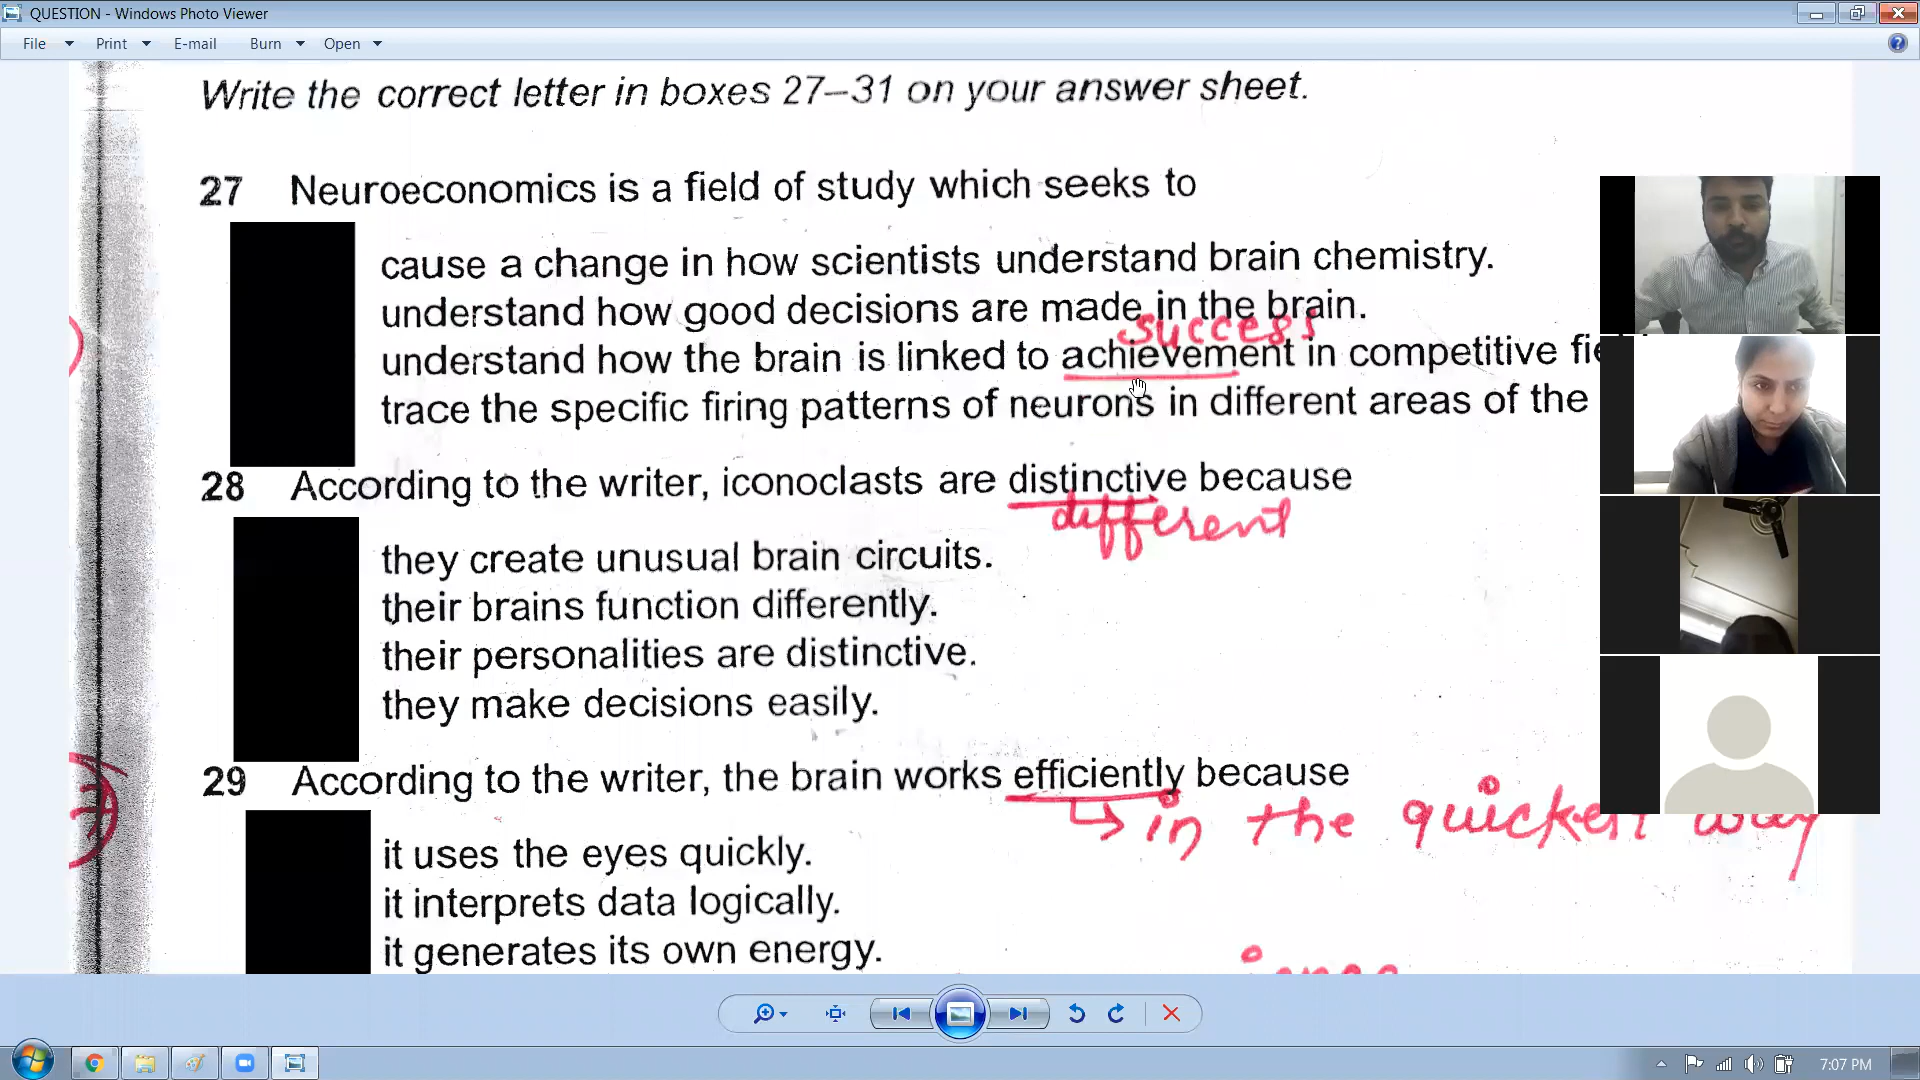 QUESTION - Windows Photo Viewer
File Print E-mail Burn Open
Write the correct letter in boxes 27–31 on your answer sheet.
27 Neuroeconomics is a field of study which seeks to
cause a change in how scientists understand brain chemistry.
understand how good decisions are made in the brain.
success
understand how the brain is linked to achievement in competitive
trace the specific firing patterns of neurons in different areas of the
28 According to the writer, iconoclasts are distinctive because
different
they create unusual brain circuits.
their brains function differently.
their personalities are distinctive.
they make decisions easily.
29 According to the writer, the brain works efficiently because
in the quickest way
it uses the eyes quickly.
it interprets data logically.
it generates its own energy.
7:07 PM